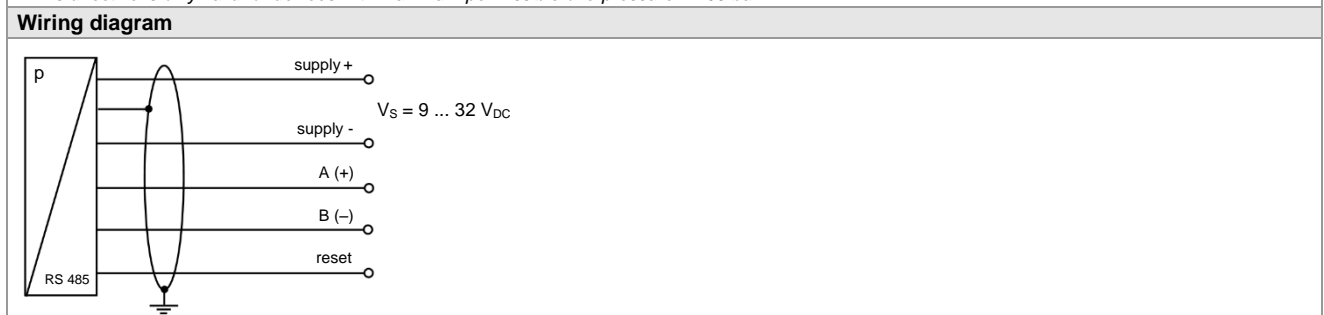 Wiring diagram
p
supply +
V_S = 9 ... 32 V_DC
supply -
A (+)
B (–)
reset
RS 485